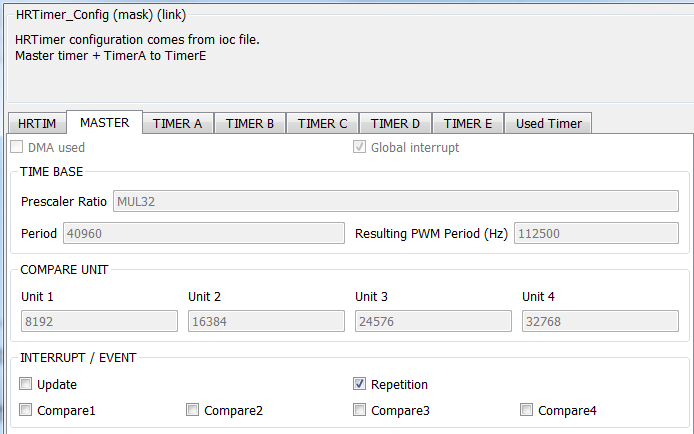 HRTimer_Config (mask) (link)
HRTimer configuration comes from ioc file.
Master timer + TimerA to TimerE
HRTIM MASTER TIMER A TIMER B TIMER C TIMER D TIMER E Used Timer
DMA used Global interrupt
TIME BASE
Prescaler Ratio MUL32
Period 40960 Resulting PWM Period (Hz) 112500
COMPARE UNIT
Unit 1 Unit 2 Unit 3 Unit 4
8192 16384 24576 32768
INTERRUPT / EVENT
Update Repetition
Compare1 Compare2 Compare3 Compare4